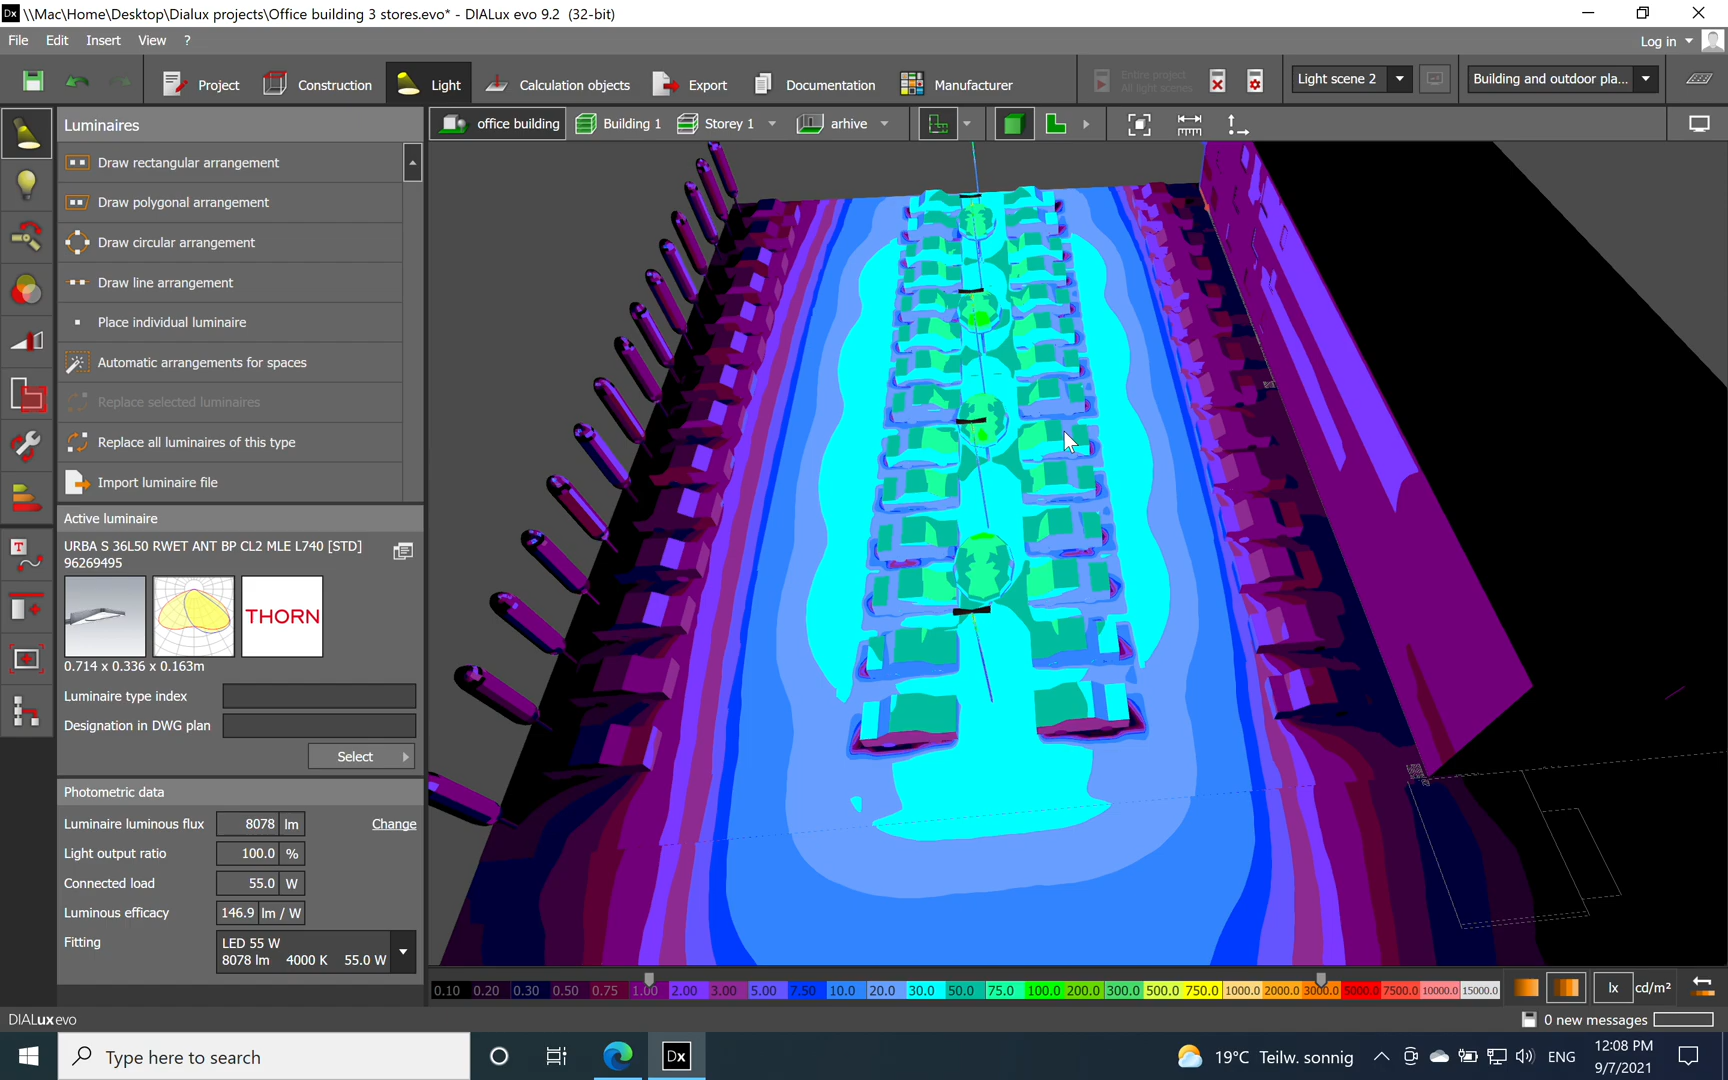 \\Mac\Home\Desktop\Dialux projects\Office building 3 stores.evo* - DIALux evo 9.2 (32-bit)
File Edit Insert View ?
Log in
Project Construction Light Calculation objects Export Documentation Manufacturer
Entire project
All light scenes
Light scene 2
Building and outdoor pla...
Luminaires
office building Building 1 Storey 1 arhive
Draw rectangular arrangement
Draw polygonal arrangement
Draw circular arrangement
Draw line arrangement
Place individual luminaire
Automatic arrangements for spaces
Replace selected luminaires
Replace all luminaires of this type
Import luminaire file
Active luminaire
URBA S 36L50 RWET ANT BP CL2 MLE L740 [STD]
96269495
THORN
0.714 x 0.336 x 0.163m
Luminaire type index
Designation in DWG plan
Select
Photometric data
Luminaire luminous flux 8078 lm Change
Light output ratio 100.0 %
Connected load 55.0 W
Luminous efficacy 146.9 lm / W
Fitting
LED 55 W
8078 lm 4000 K 55.0 W
0.10 0.20 0.30 0.50 0.75 1.00 2.00 3.00 5.00 7.50 10.0 20.0 30.0 50.0 75.0 100.0 200.0 300.0 500.0 750.0 1000.0 2000.0 3000.0 5000.0 7500.0 10000.0 15000.0
lx cd/m²
DIALux evo
0 new messages
Type here to search
Dx
19°C Teilw. sonnig
ENG
12:08 PM
9/7/2021